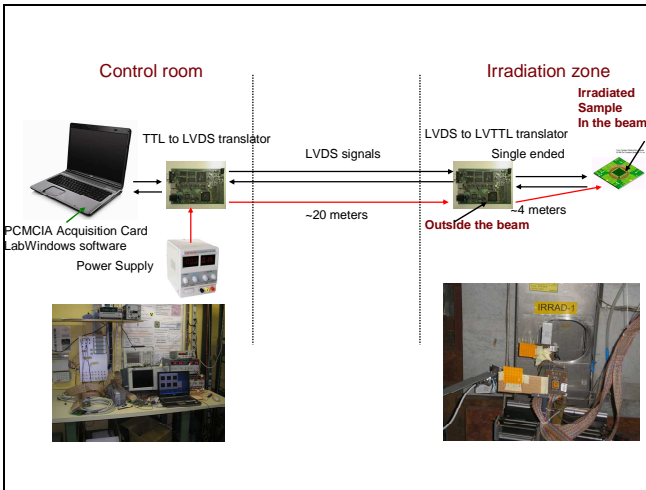 Control room
Irradiation zone
Irradiated
Sample
In the beam
TTL to LVDS translator
LVDS signals
LVDS to LVTTL translator
Single ended
PCMCIA Acquisition Card
LabWindows software
Power Supply
~20 meters
Outside the beam
~4 meters
IRRAD-1